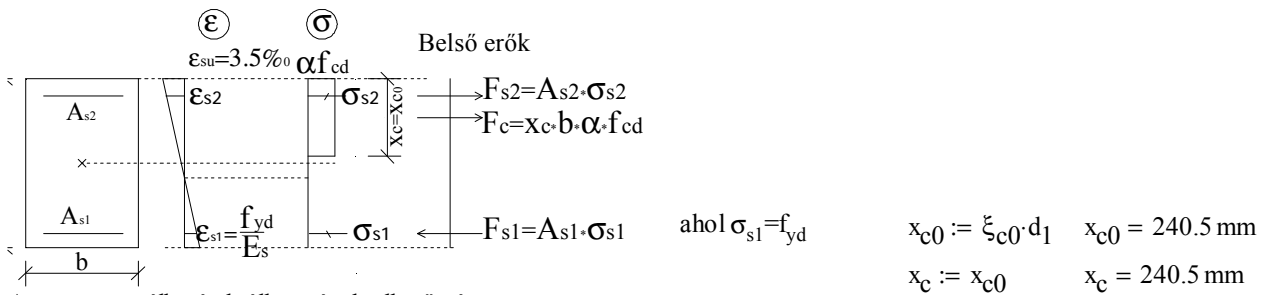 ε σ
Belső erők
εsu=3.5%0 αfcd
εs2 σs2 Fs2=As2*σs2
As2
xc=xc0 Fc=xc*b*α*fcd
As1
εs1=fyd/Es σs1 Fs1=As1*σs1 ahol σs1=fyd xc0 := ξc0·d1 xc0 = 240.5 mm
b xc := xc0 xc = 240.5 mm